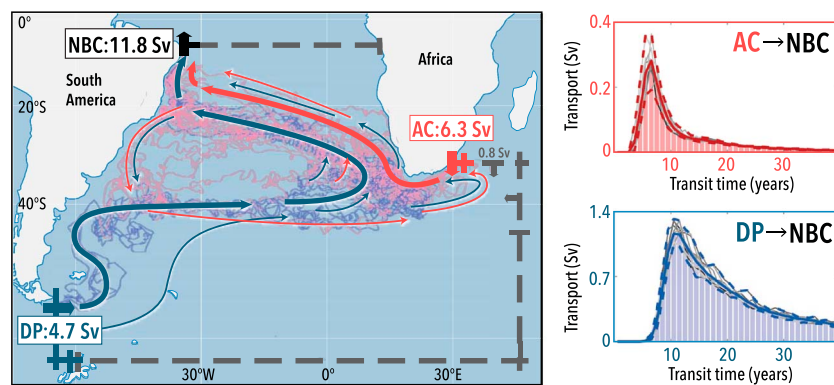 0°
NBC:11.8 Sv
Africa
South
America
20°S
AC:6.3 Sv
0.8 Sv
40°S
DP:4.7 Sv
30°W
0°
30°E
0.4
AC→NBC
Transport (Sv)
0.2
0
10
20
30
Transit time (years)
1.4
DP→NBC
Transport (Sv)
0.7
0
10
20
30
Transit time (years)